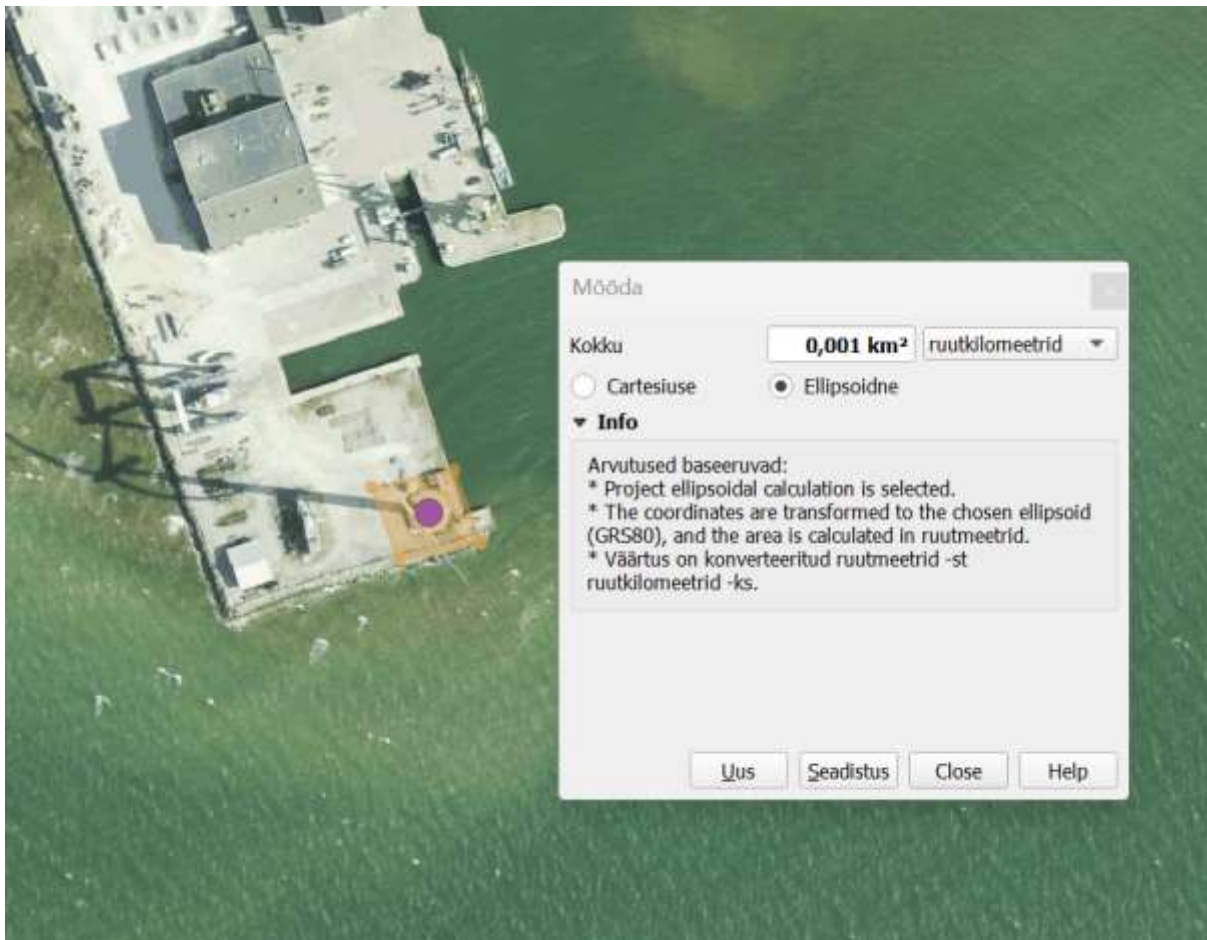 Mõõda
Kokku
0,001 km²
ruutkilomeetrid
Cartesiuse
Ellipsoidne
Info
Arvutused baseeruvad:
* Project ellipsoidal calculation is selected.
* The coordinates are transformed to the chosen ellipsoid
(GRS80), and the area is calculated in ruutmeetrid.
* Väärtus on konverteeritud ruutmeetrid -st
ruutkilomeetrid -ks.
Uus
Seadistus
Close
Help